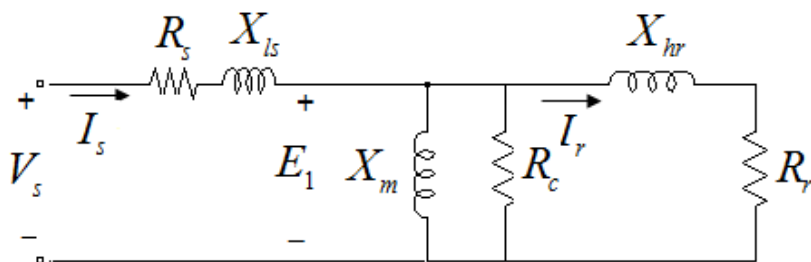 R_s X_ls X_hr
+ I_s + I_r
V_s E_1 X_m R_c R_r
− −